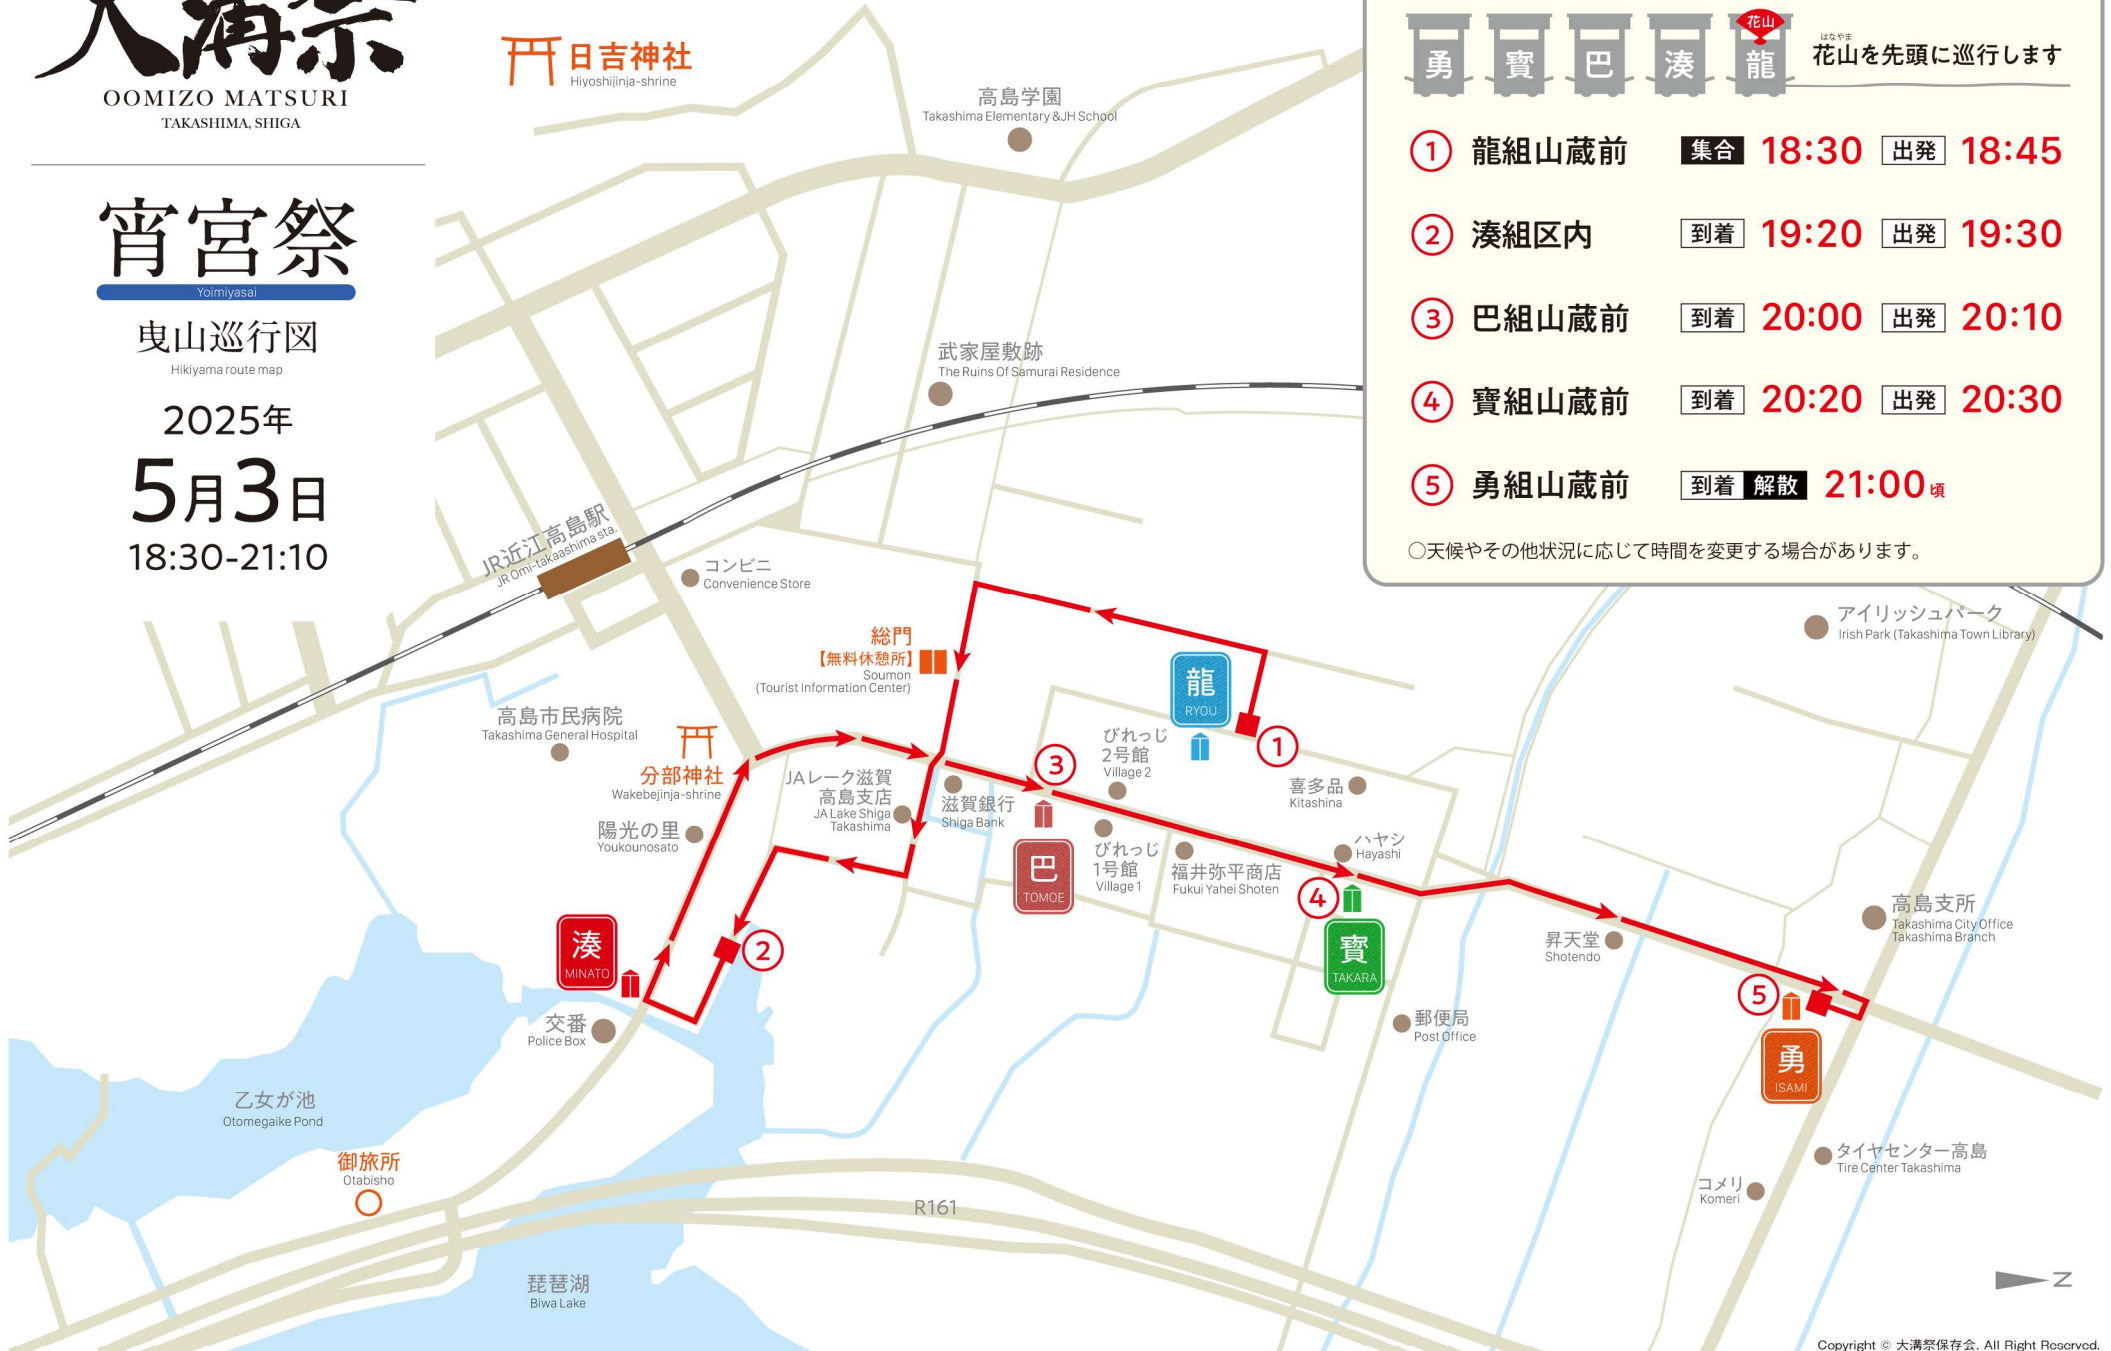 大溝祭
OOMIZO MATSURI
TAKASHIMA, SHIGA
宵宮祭
Yoimiyasai
曳山巡行図
Hikiyama route map
2025年
5月3日
18:30-21:10
勇 寳 巴 湊 龍
花山
はなやま
花山を先頭に巡行します
① 龍組山蔵前 集合 18:30 出発 18:45
② 湊組区内 到着 19:20 出発 19:30
③ 巴組山蔵前 到着 20:00 出発 20:10
④ 寳組山蔵前 到着 20:20 出発 20:30
⑤ 勇組山蔵前 到着 解散 21:00頃
○天候やその他状況に応じて時間を変更する場合があります。
日吉神社
Hiyoshijinja-shrine
高島学園
Takashima Elementary &JH School
武家屋敷跡
The Ruins Of Samurai Residence
JR近江高島駅
JR Omi-takaashima sta.
コンビニ
Convenience Store
総門
【無料休憩所】
Soumon
(Tourist Information Center)
アイリッシュパーク
Irish Park (Takashima Town Library)
龍
RYOU
①
高島市民病院
Takashima General Hospital
分部神社
Wakebejinja-shrine
JAレーク滋賀
高島支店
JA Lake Shiga
Takashima
滋賀銀行
Shiga Bank
③
びれっじ
2号館
Village 2
喜多品
Kitashina
陽光の里
Youkounosato
巴
TOMOE
びれっじ
1号館
Village 1
福井弥平商店
Fukui Yahei Shoten
ハヤシ
Hayashi
④
寳
TAKARA
湊
MINATO
②
昇天堂
Shotendo
高島支所
Takashima City Office
Takashima Branch
⑤
勇
ISAMI
交番
Police Box
郵便局
Post Office
乙女が池
Otomegaike Pond
御旅所
Otabisho
タイヤセンター高島
Tire Center Takashima
コメリ
Komeri
R161
琵琶湖
Biwa Lake
N
Copyright © 大溝祭保存会. All Right Reserved.